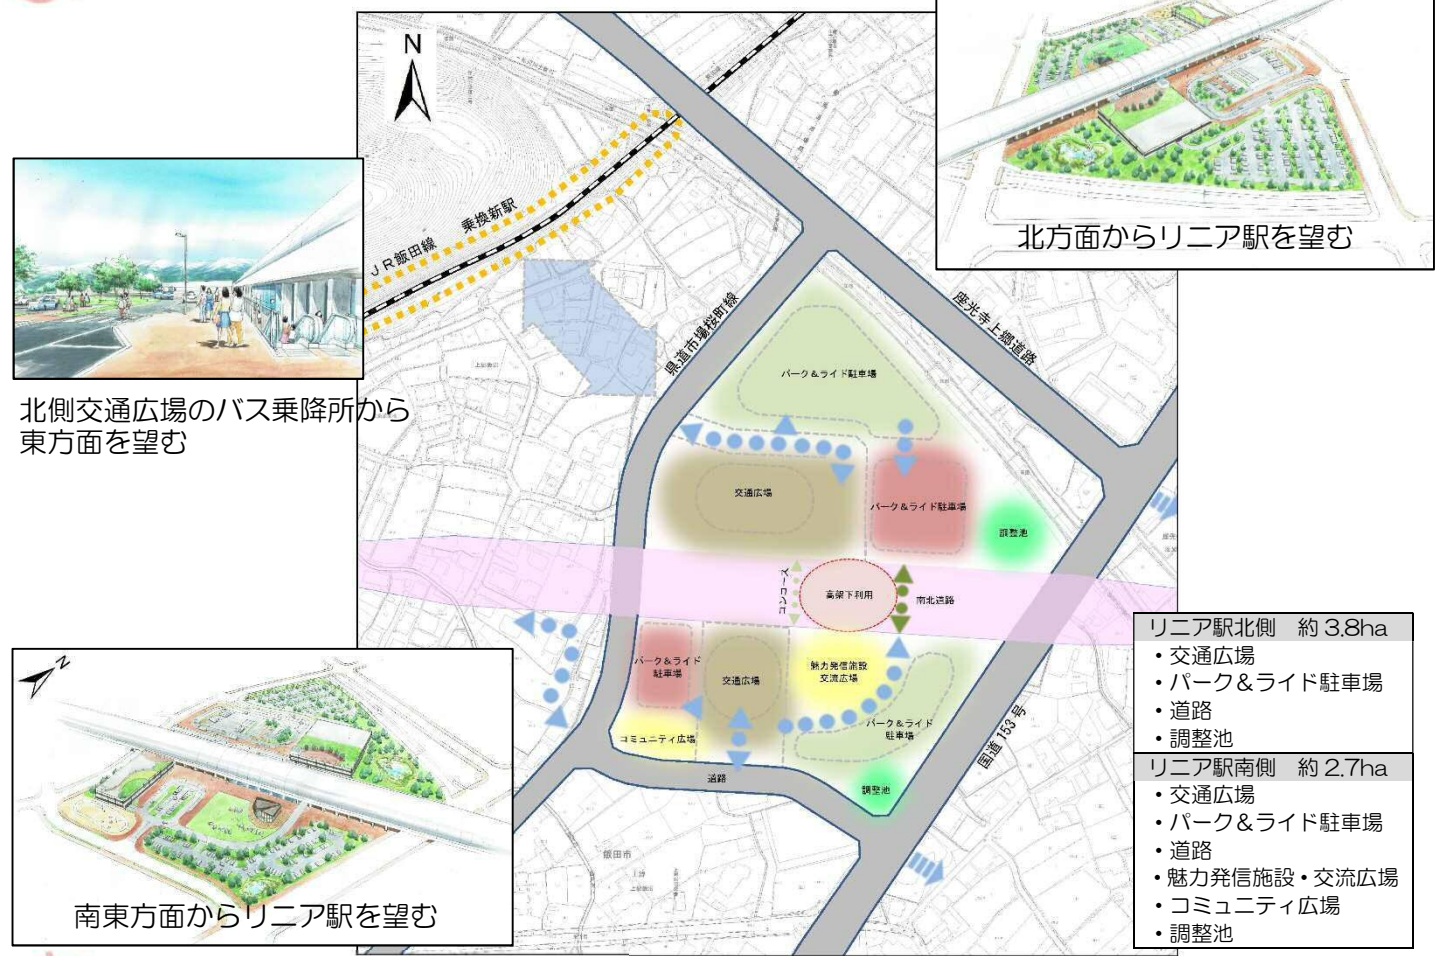 N
北方面からリニア駅を望む
乗換新駅
JR飯田線
北側交通広場のバス乗降所から
東方面を望む
県道市場桜町線
座光寺上郷道路
パーク＆ライド駐車場
交通広場
パーク＆ライド駐車場
調整池
コンコース
高架下利用
南北道路
パーク＆ライド
駐車場
交通広場
魅力発信施設
交流広場
パーク＆ライド
駐車場
コミュニティ広場
道路
調整池
国道153号
飯田市
N
南東方面からリニア駅を望む
リニア駅北側　約3.8ha
・交通広場
・パーク＆ライド駐車場
・道路
・調整池
リニア駅南側　約2.7ha
・交通広場
・パーク＆ライド駐車場
・道路
・魅力発信施設・交流広場
・コミュニティ広場
・調整池